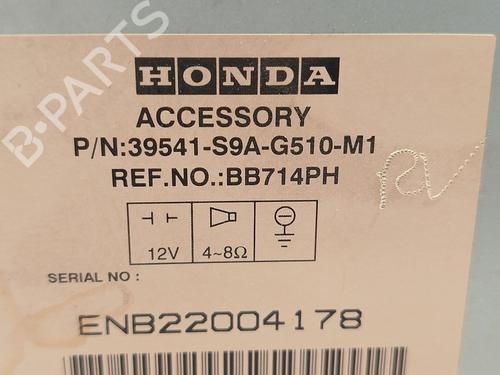 B-PARTS
HONDA
ACCESSORY
P/N:39541-S9A-G510-M1
REF.NO.:BB714PH
12V 4~8Ω
SERIAL NO :
ENB22004178